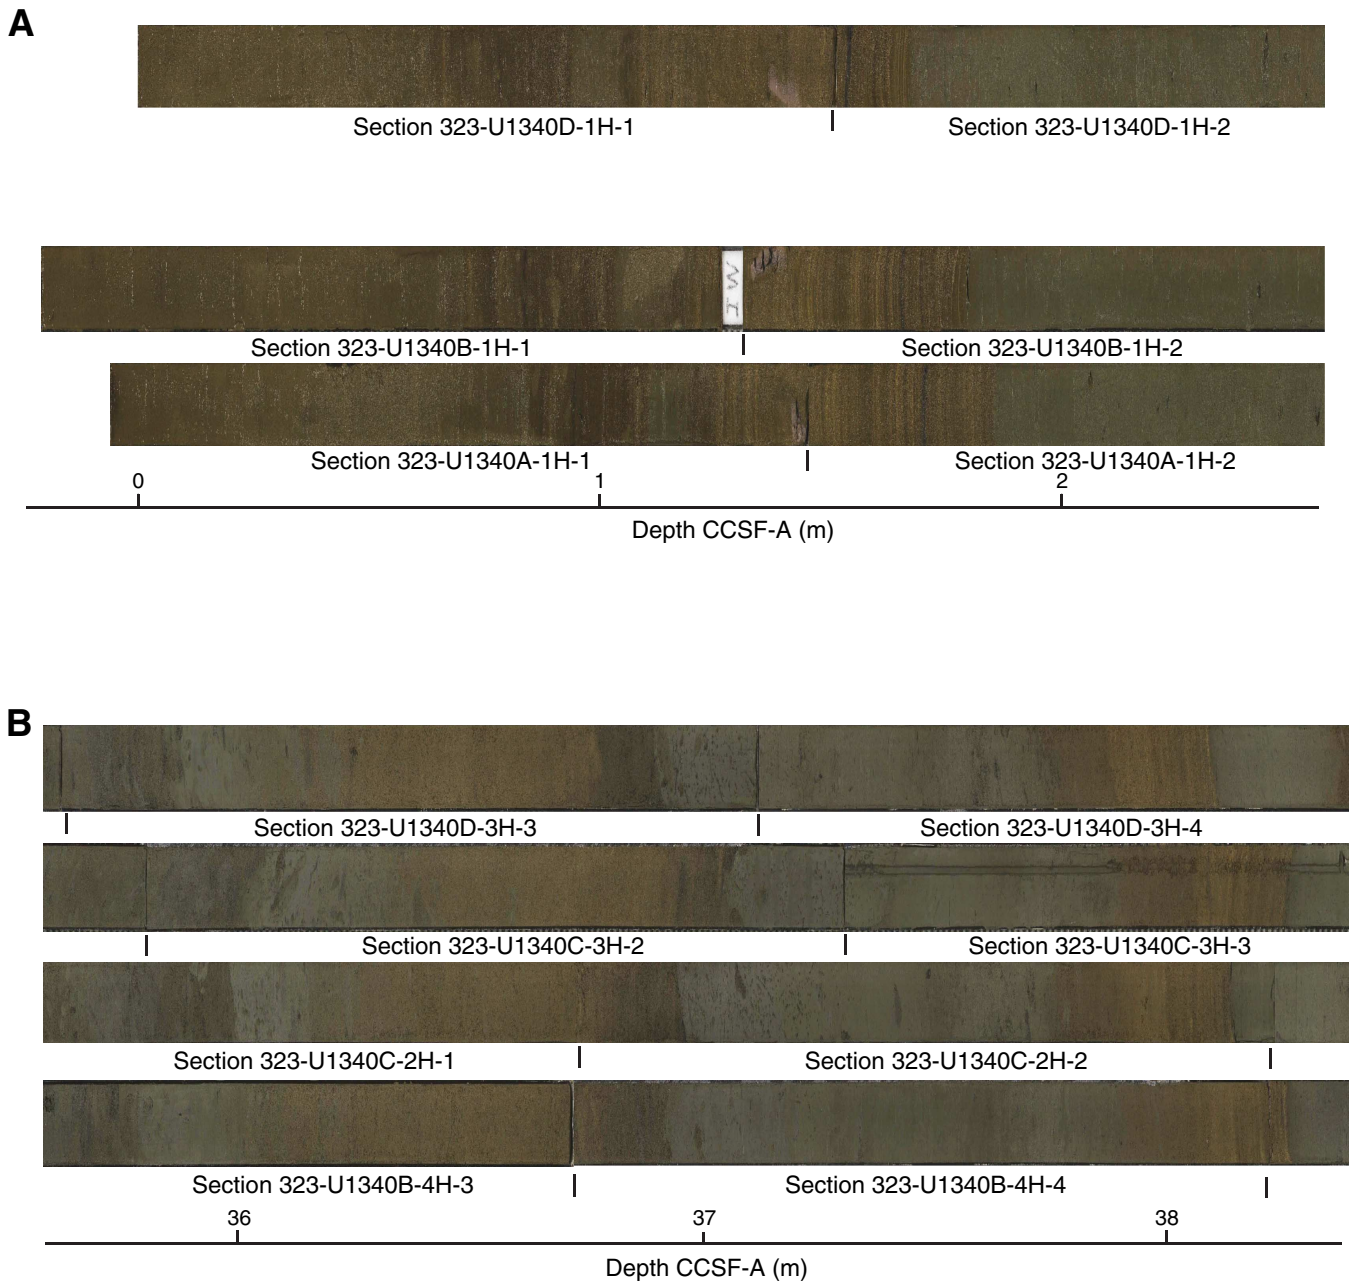 A
Section 323-U1340D-1H-1
Section 323-U1340D-1H-2
Section 323-U1340B-1H-1
Section 323-U1340B-1H-2
Section 323-U1340A-1H-1
Section 323-U1340A-1H-2
0
1
2
Depth CCSF-A (m)
B
Section 323-U1340D-3H-3
Section 323-U1340D-3H-4
Section 323-U1340C-3H-2
Section 323-U1340C-3H-3
Section 323-U1340C-2H-1
Section 323-U1340C-2H-2
Section 323-U1340B-4H-3
Section 323-U1340B-4H-4
36
37
38
Depth CCSF-A (m)